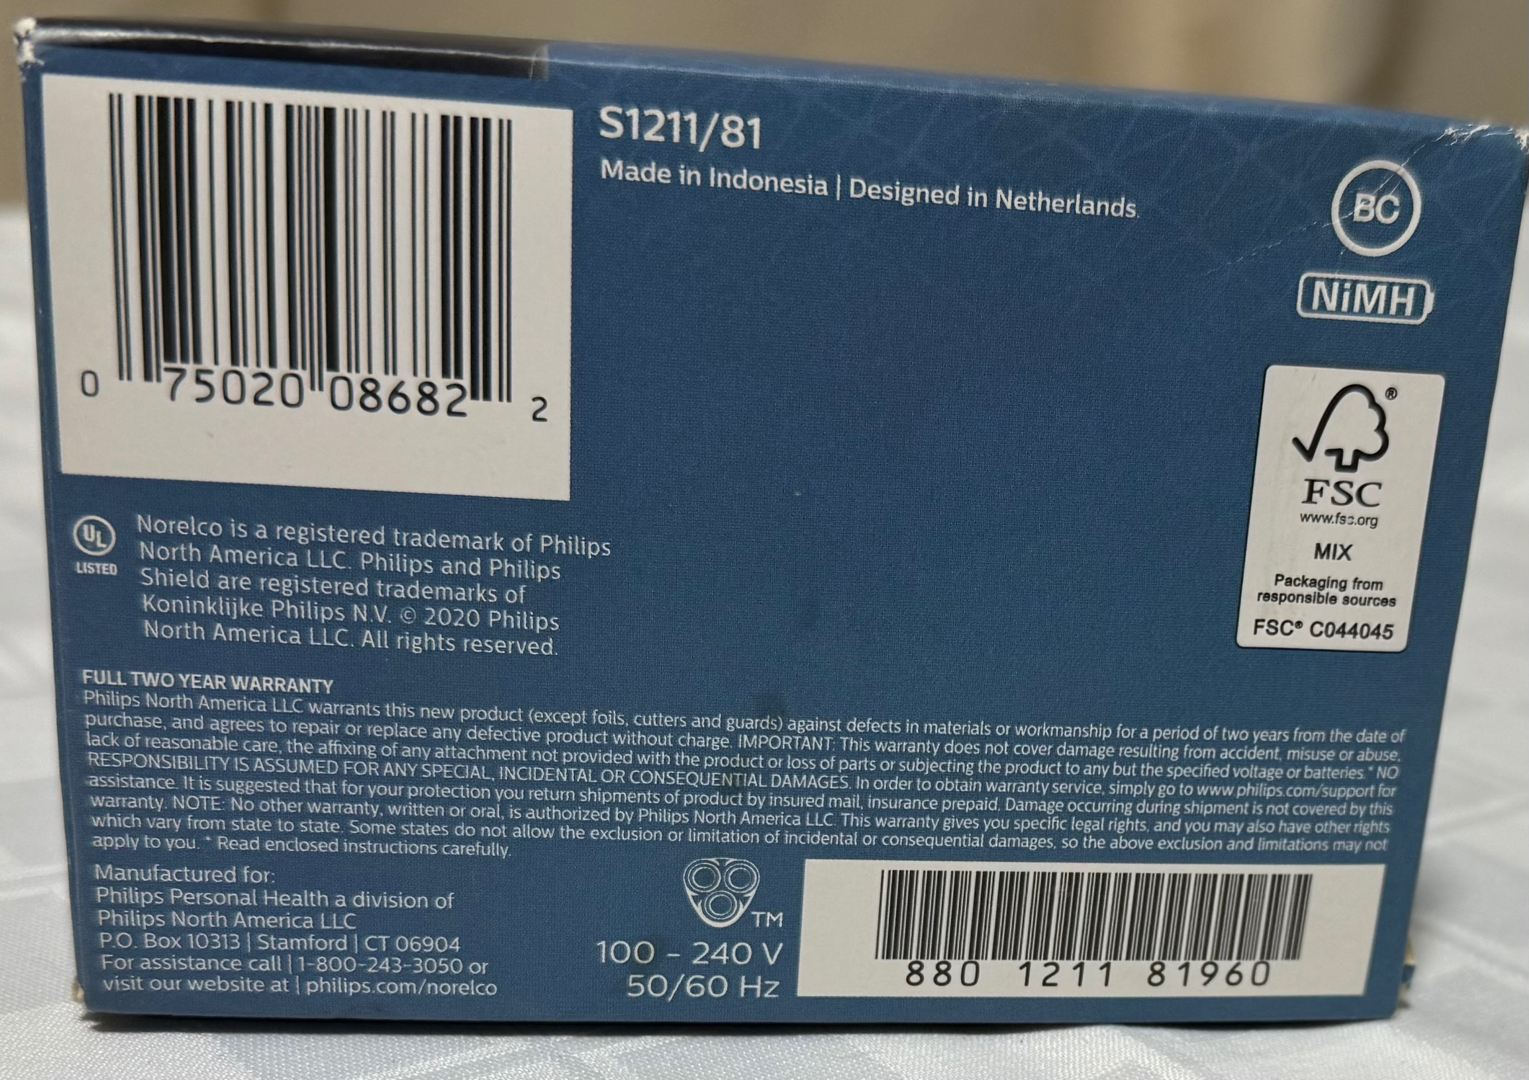 S1211/81
Made in Indonesia | Designed in Netherlands.
BC
NiMH
0 75020 08682 2
®
FSC
www.fsc.org
MIX
Packaging from
responsible sources
FSC® C044045
UL
LISTED
Norelco is a registered trademark of Philips
North America LLC. Philips and Philips
Shield are registered trademarks of
Koninklijke Philips N.V. © 2020 Philips
North America LLC. All rights reserved.
FULL TWO YEAR WARRANTY
Philips North America LLC warrants this new product (except foils, cutters and guards) against defects in materials or workmanship for a period of two years from the date of
purchase, and agrees to repair or replace any defective product without charge. IMPORTANT: This warranty does not cover damage resulting from accident, misuse or abuse,
lack of reasonable care, the affixing of any attachment not provided with the product or loss of parts or subjecting the product to any but the specified voltage or batteries.* NO
RESPONSIBILITY IS ASSUMED FOR ANY SPECIAL, INCIDENTAL OR CONSEQUENTIAL DAMAGES. In order to obtain warranty service, simply go to www.philips.com/support for
assistance. It is suggested that for your protection you return shipments of product by insured mail, insurance prepaid. Damage occurring during shipment is not covered by this
warranty. NOTE: No other warranty, written or oral, is authorized by Philips North America LLC. This warranty gives you specific legal rights, and you may also have other rights
which vary from state to state. Some states do not allow the exclusion or limitation of incidental or consequential damages, so the above exclusion and limitations may not
apply to you. * Read enclosed instructions carefully.
Manufactured for:
Philips Personal Health a division of
Philips North America LLC
P.O. Box 10313 | Stamford | CT 06904
For assistance call | 1-800-243-3050 or
visit our website at | philips.com/norelco
TM
100 – 240 V
50/60 Hz
880 1211 81960